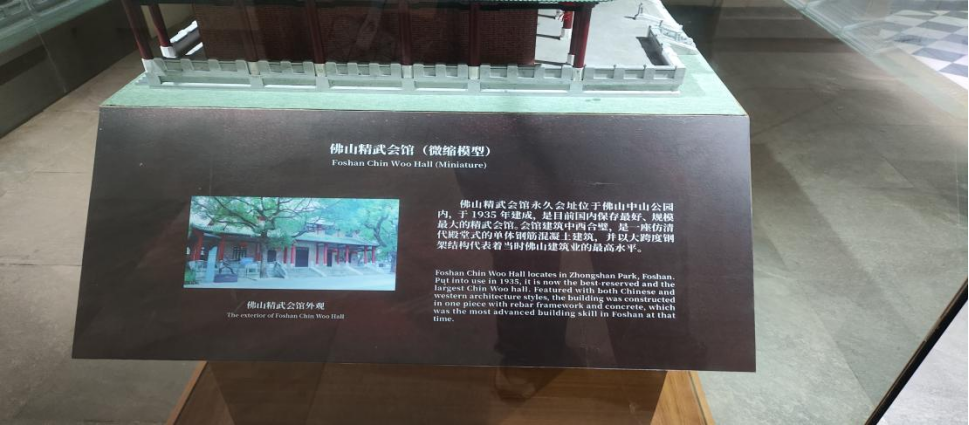 佛山精武会馆（微缩模型）
Foshan Chin Woo Hall (Miniature)
佛山精武会馆永久会址位于佛山中山公园
内，于 1935 年建成，是目前国内保存最好、规模
最大的精武会馆。会馆建筑中西合璧，是一座仿清
代殿堂式的单体钢筋混凝土建筑，并以大跨度钢
架结构代表着当时佛山建筑业的最高水平。
Foshan Chin Woo Hall locates in Zhongshan Park, Foshan.
Put into use in 1935, it is now the best-reserved and the
largest Chin Woo hall. Featured with both Chinese and
western architecture styles, the building was constructed
in one piece with rebar framework and concrete, which
was the most advanced building skill in Foshan at that
time.
佛山精武会馆外观
The exterior of Foshan Chin Woo Hall